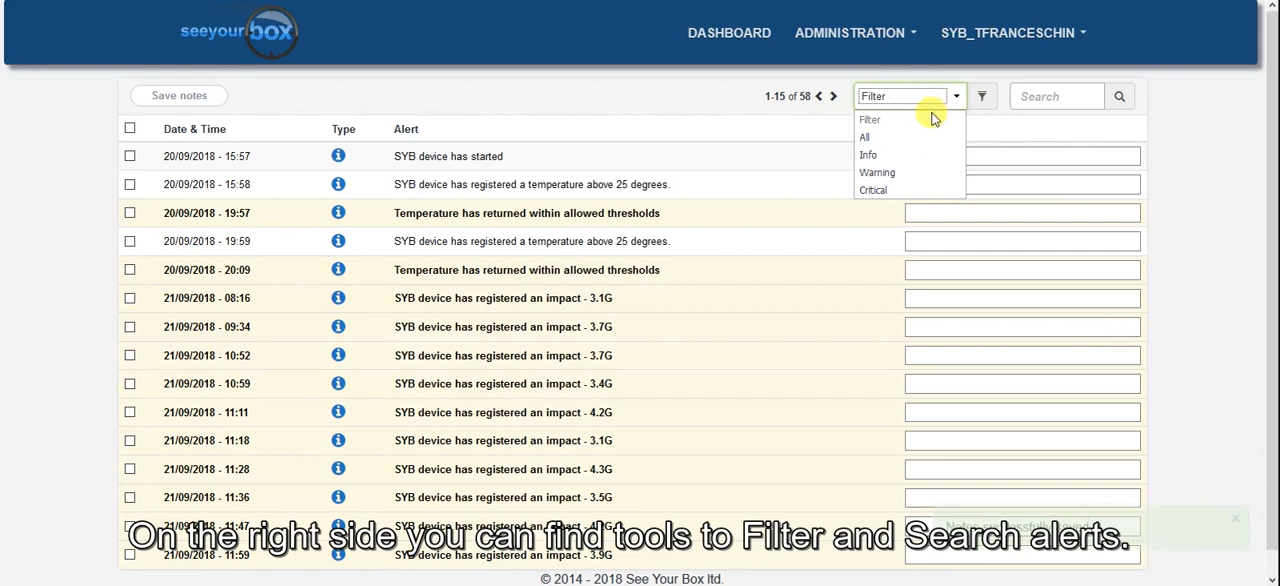 seeyourbox
DASHBOARD ADMINISTRATION SYB_TFRANCESCHIN
Save notes 1-15 of 58 Filter Search
Filter
All
Info
Warning
Critical
Date & Time Type Alert
20/09/2018 - 15:57 SYB device has started
20/09/2018 - 15:58 SYB device has registered a temperature above 25 degrees.
20/09/2018 - 19:57 Temperature has returned within allowed thresholds
20/09/2018 - 19:59 SYB device has registered a temperature above 25 degrees.
20/09/2018 - 20:09 Temperature has returned within allowed thresholds
21/09/2018 - 08:16 SYB device has registered an impact - 3.1G
21/09/2018 - 09:34 SYB device has registered an impact - 3.7G
21/09/2018 - 10:52 SYB device has registered an impact - 3.7G
21/09/2018 - 10:59 SYB device has registered an impact - 3.4G
21/09/2018 - 11:11 SYB device has registered an impact - 4.2G
21/09/2018 - 11:18 SYB device has registered an impact - 3.1G
21/09/2018 - 11:28 SYB device has registered an impact - 4.3G
21/09/2018 - 11:36 SYB device has registered an impact - 3.5G
21/09/2018 - 11:47
On the right side you can find tools to Filter and Search alerts.
21/09/2018 - 11:59 SYB device has registered an impact - 3.9G
© 2014 - 2018 See Your Box ltd.